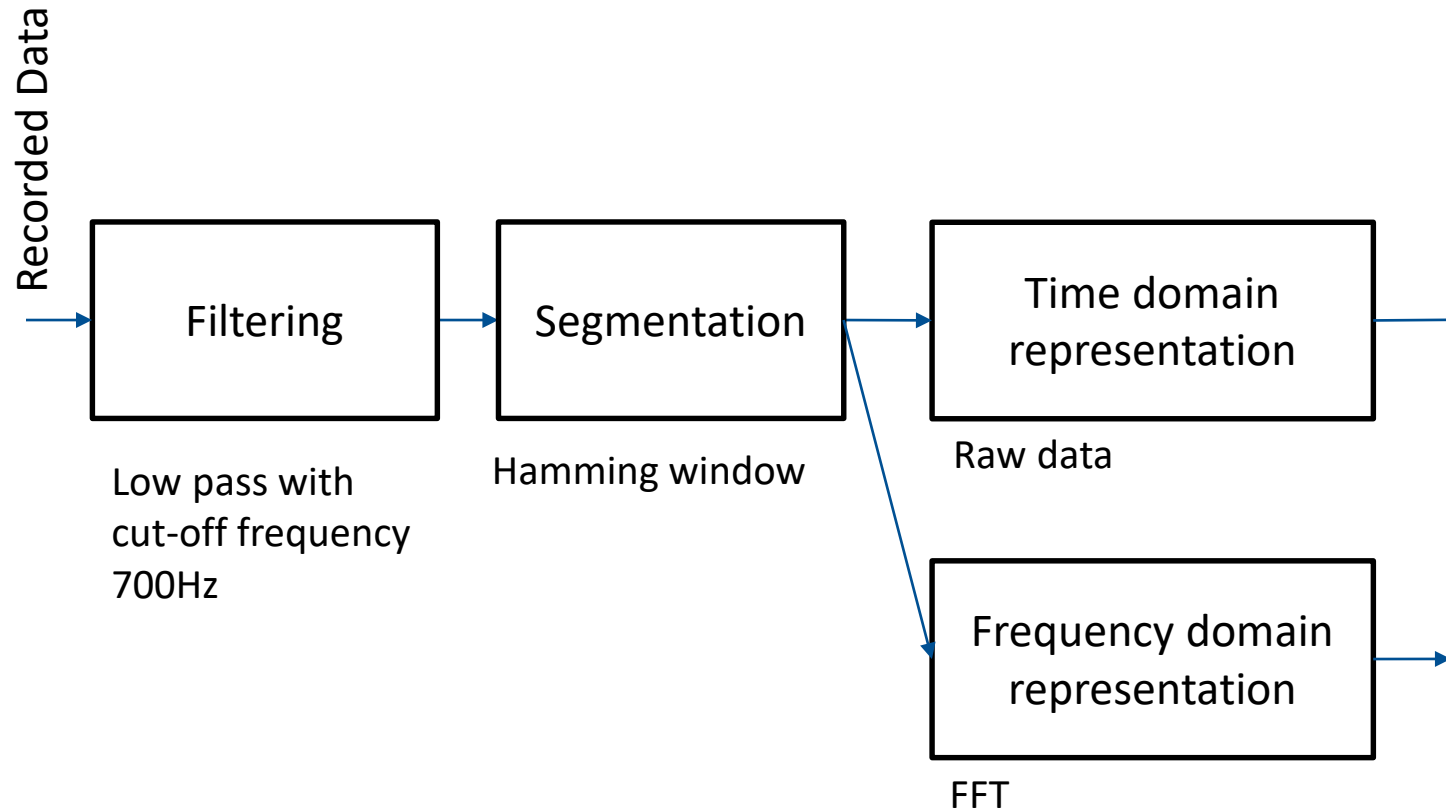 Recorded Data
Filtering
Low pass with
cut-off frequency
700Hz
Segmentation
Hamming window
Time domain
representation
Raw data
Frequency domain
representation
FFT